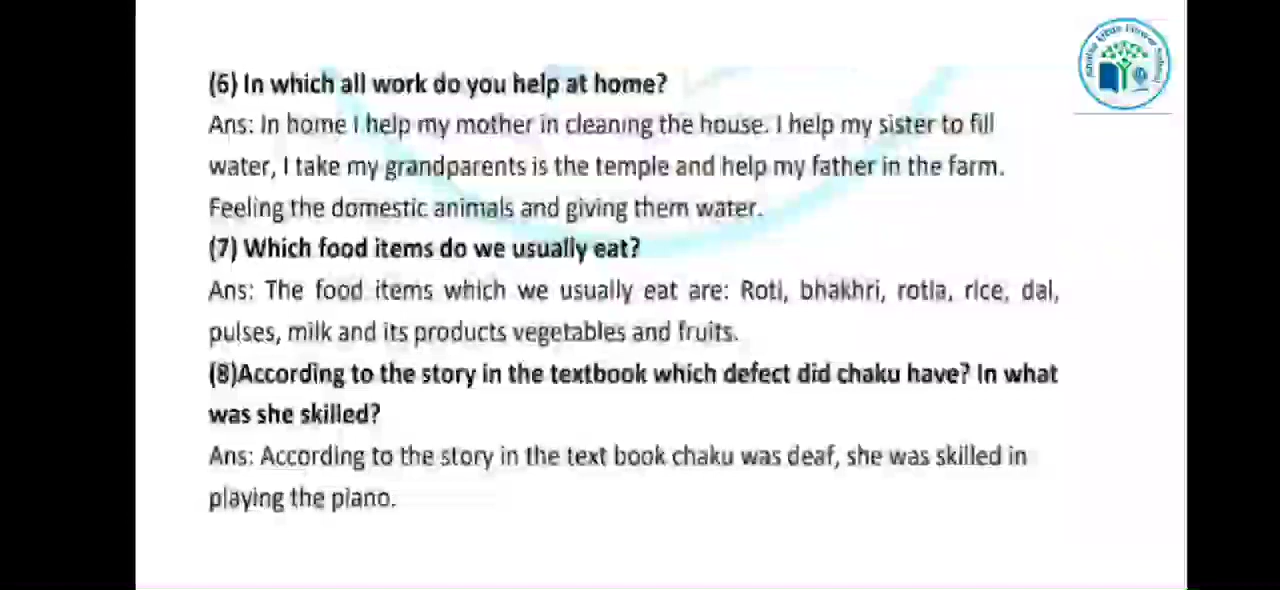 (6) In which all work do you help at home?
Ans: In home I help my mother in cleaning the house. I help my sister to fill
water, I take my grandparents is the temple and help my father in the farm.
Feeling the domestic animals and giving them water.
(7) Which food items do we usually eat?
Ans: The food items which we usually eat are: Roti, bhakhri, rotla, rice, dal,
pulses, milk and its products vegetables and fruits.
(8)According to the story in the textbook which defect did chaku have? In what
was she skilled?
Ans: According to the story in the text book chaku was deaf, she was skilled in
playing the piano.